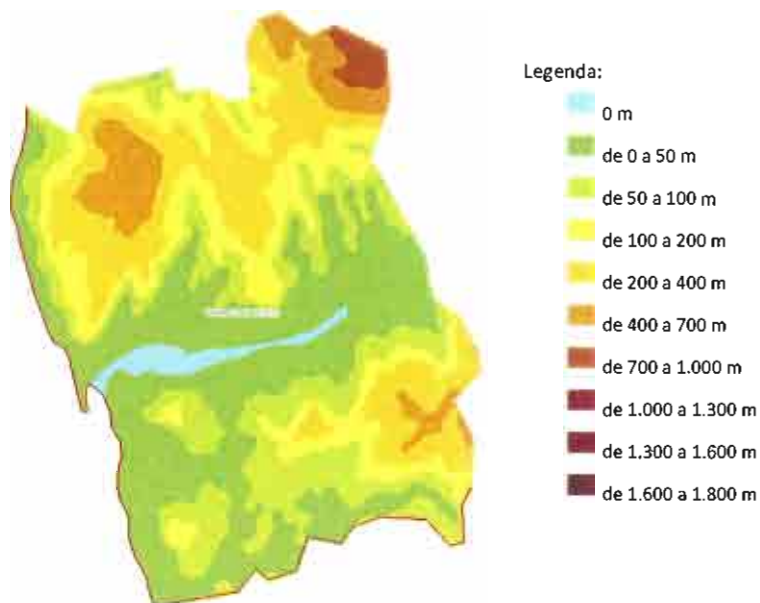 Legenda:
0 m
de 0 a 50 m
de 50 a 100 m
de 100 a 200 m
de 200 a 400 m
de 400 a 700 m
de 700 a 1.000 m
de 1.000 a 1.300 m
de 1.300 a 1.600 m
de 1.600 a 1.800 m